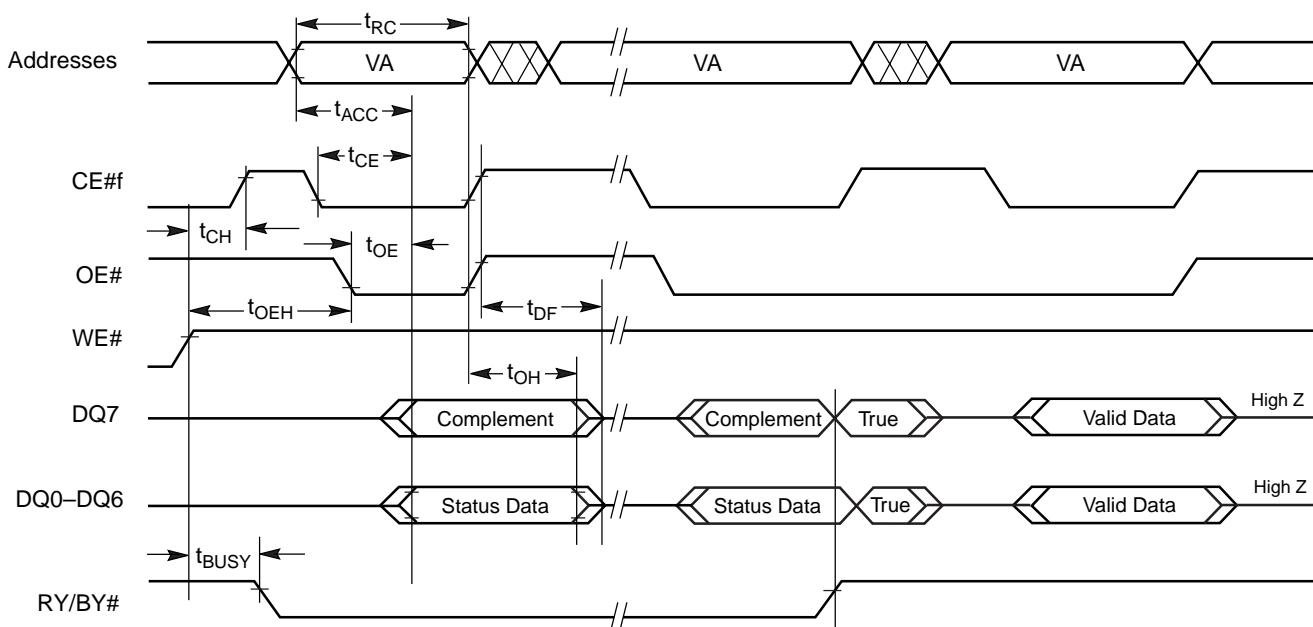 tRC
Addresses VA VA VA
tACC
tCE
CE#f
tCH tOE
OE#
tOEH tDF
WE#
tOH
DQ7 Complement Complement True Valid Data High Z
DQ0–DQ6 Status Data Status Data True Valid Data High Z
tBUSY
RY/BY#